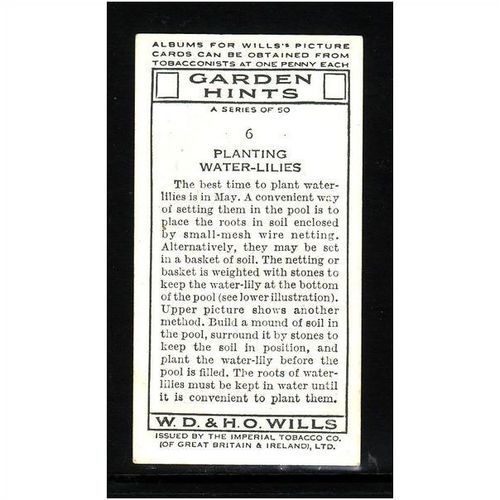 ALBUMS FOR WILLS'S PICTURE
CARDS CAN BE OBTAINED FROM
TOBACCONISTS AT ONE PENNY EACH
GARDEN
HINTS
A SERIES OF 50
6
PLANTING
WATER-LILIES
The best time to plant water-
lilies is in May. A convenient way
of setting them in the pool is to
place the roots in soil enclosed
by small-mesh wire netting.
Alternatively, they may be set
in a basket of soil. The netting or
basket is weighted with stones to
keep the water-lily at the bottom
of the pool (see lower illustration).
Upper picture shows another
method. Build a mound of soil in
the pool, surround it by stones to
keep the soil in position, and
plant the water-lily before the
pool is filled. The roots of water-
lilies must be kept in water until
it is convenient to plant them.
W. D. & H. O. WILLS
ISSUED BY THE IMPERIAL TOBACCO CO.
(OF GREAT BRITAIN & IRELAND), LTD.